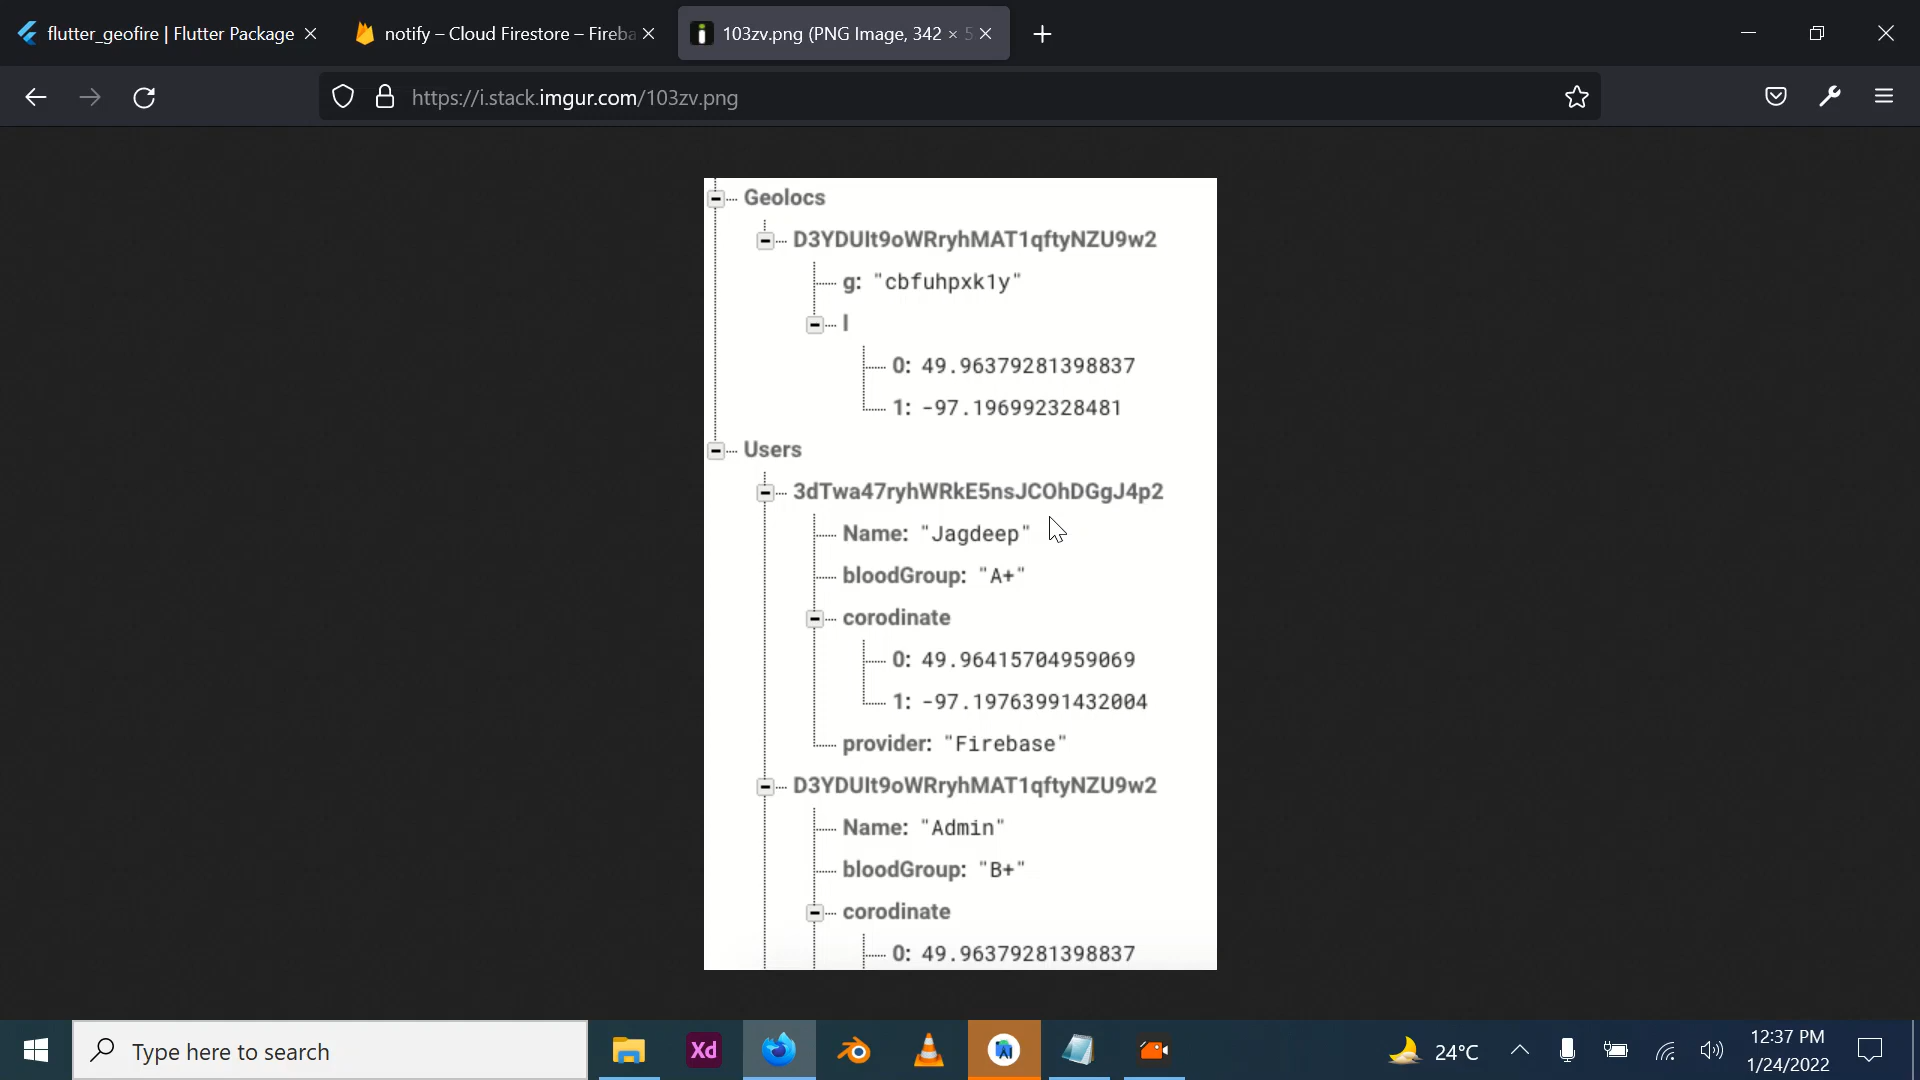 flutter_geofire | Flutter Package
notify – Cloud Firestore – Fireba
103zv.png (PNG Image, 342 × 5
https://i.stack.imgur.com/103zv.png
Geolocs
D3YDUIt9oWRryhMAT1qftyNZU9w2
g: "cbfuhpxk1y"
l
0: 49.96379281398837
1: -97.196992328481
Users
3dTwa47ryhWRkE5nsJCOhDGgJ4p2
Name: "Jagdeep"
bloodGroup: "A+"
corodinate
0: 49.96415704959069
1: -97.19763991432004
provider: "Firebase"
D3YDUIt9oWRryhMAT1qftyNZU9w2
Name: "Admin"
bloodGroup: "B+"
corodinate
0: 49.96379281398837
Type here to search
Xd
24°C
12:37 PM
1/24/2022